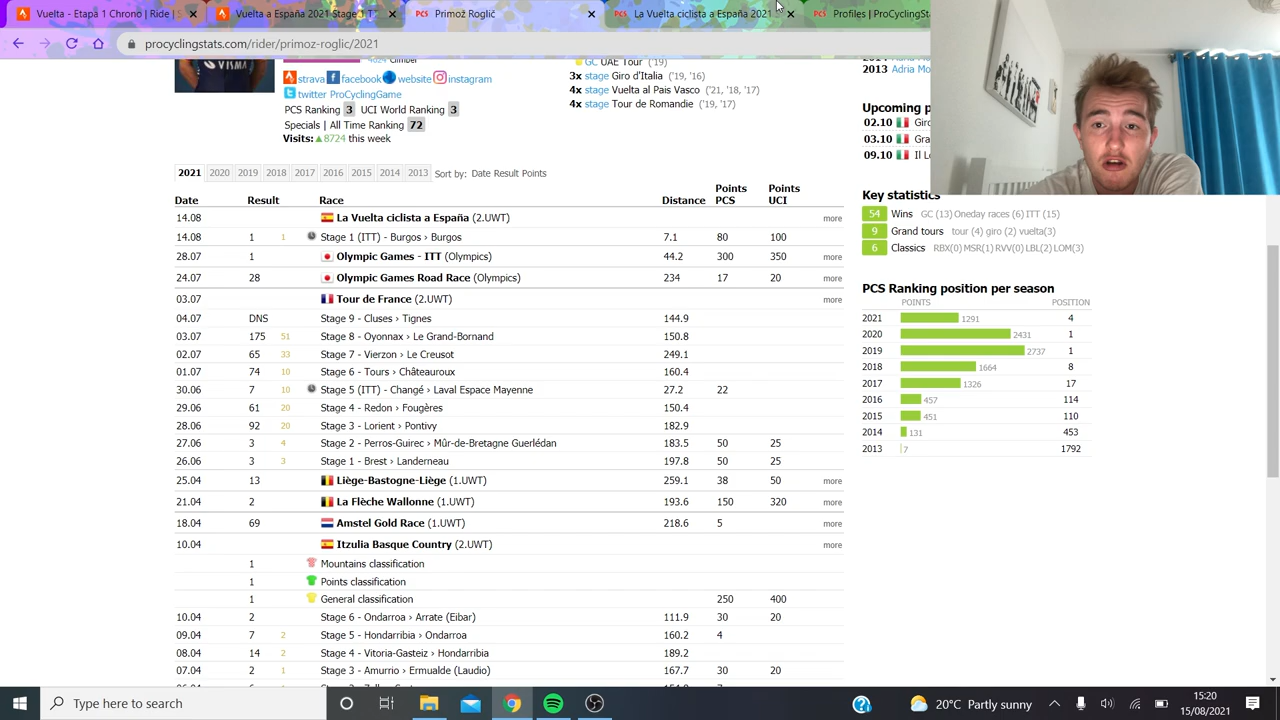 Vuelta - Etapa 1 Chrono | Ride |
Vuelta a España 2021 Stage 1 T
PCS Primož Roglič
PCS La Vuelta ciclista a España 2021
PCS Profiles | ProCyclingSta
procyclingstats.com/rider/primoz-roglic/2021
strava facebook website instagram
twitter ProCyclingGame
PCS Ranking 3 UCI World Ranking 3
Specials | All Time Ranking 72
Visits: ▲8724 this week
GC UAE Tour ('19)
3x stage Giro d'Italia ('19, '16)
4x stage Vuelta al Pais Vasco ('21, '18, '17)
4x stage Tour de Romandie ('19, '17)
2013 Adria Mo
Upcoming p
02.10 Giro
03.10 Gra
09.10 Il Lo
2021 2020 2019 2018 2017 2016 2015 2014 2013 Sort by: Date Result Points
Date Result Race Distance Points PCS Points UCI
14.08 La Vuelta ciclista a España (2.UWT) more
14.08 1 1 Stage 1 (ITT) - Burgos › Burgos 7.1 80 100
28.07 1 Olympic Games - ITT (Olympics) 44.2 300 350 more
24.07 28 Olympic Games Road Race (Olympics) 234 17 20 more
03.07 Tour de France (2.UWT) more
04.07 DNS Stage 9 - Cluses › Tignes 144.9
03.07 175 51 Stage 8 - Oyonnax › Le Grand-Bornand 150.8
02.07 65 33 Stage 7 - Vierzon › Le Creusot 249.1
01.07 74 10 Stage 6 - Tours › Châteauroux 160.4
30.06 7 10 Stage 5 (ITT) - Changé › Laval Espace Mayenne 27.2 22
29.06 61 20 Stage 4 - Redon › Fougères 150.4
28.06 92 20 Stage 3 - Lorient › Pontivy 182.9
27.06 3 4 Stage 2 - Perros-Guirec › Mûr-de-Bretagne Guerlédan 183.5 50 25
26.06 3 3 Stage 1 - Brest › Landerneau 197.8 50 25
25.04 13 Liège-Bastogne-Liège (1.UWT) 259.1 38 50 more
21.04 2 La Flèche Wallonne (1.UWT) 193.6 150 320 more
18.04 69 Amstel Gold Race (1.UWT) 218.6 5 more
10.04 Itzulia Basque Country (2.UWT) more
1 Mountains classification
1 Points classification
1 General classification 250 400
10.04 2 Stage 6 - Ondarroa › Arrate (Eibar) 111.9 30 20
09.04 7 2 Stage 5 - Hondarribia › Ondarroa 160.2 4
08.04 14 2 Stage 4 - Vitoria-Gasteiz › Hondarribia 189.2
07.04 2 1 Stage 3 - Amurrio › Ermualde (Laudio) 167.7 30 20
Key statistics
54 Wins GC (13) Oneday races (6) ITT (15)
9 Grand tours tour (4) giro (2) vuelta(3)
6 Classics RBX(0)MSR(1)RVV(0)LBL(2)LOM(3)
PCS Ranking position per season
POINTS POSITION
2021 1291 4
2020 2431 1
2019 2737 1
2018 1664 8
2017 1326 17
2016 457 114
2015 451 110
2014 131 453
2013 7 1792
Type here to search
20°C Partly sunny
15:20
15/08/2021